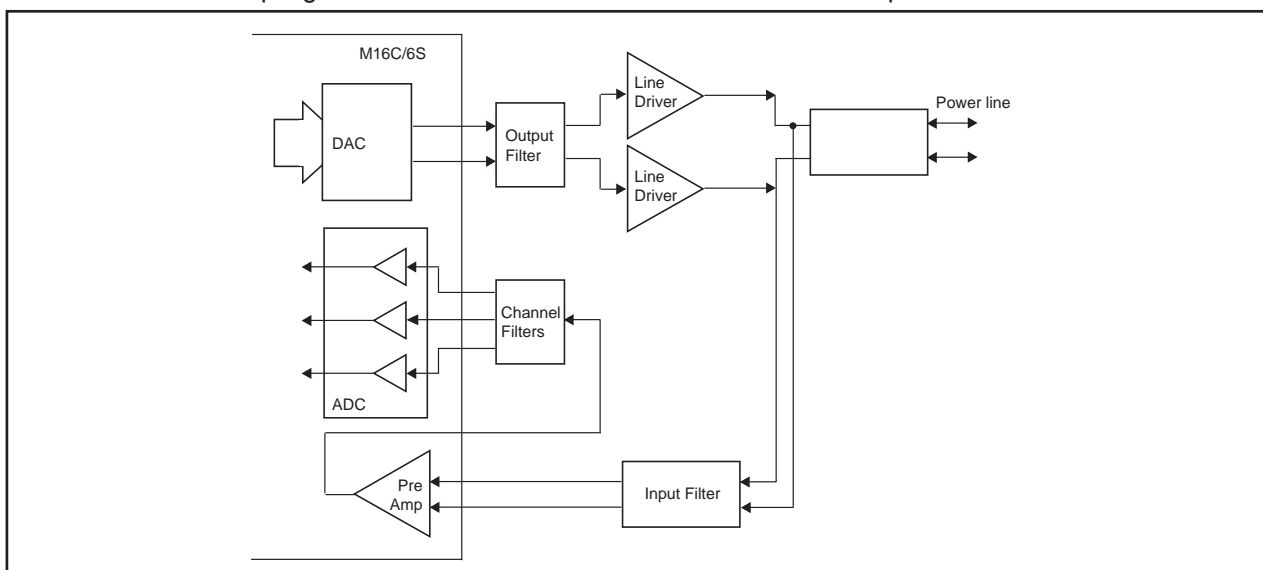 M16C/6S
DAC
Output
Filter
Line
Driver
Line
Driver
Power line
Channel
Filters
ADC
Pre
Amp
Input Filter